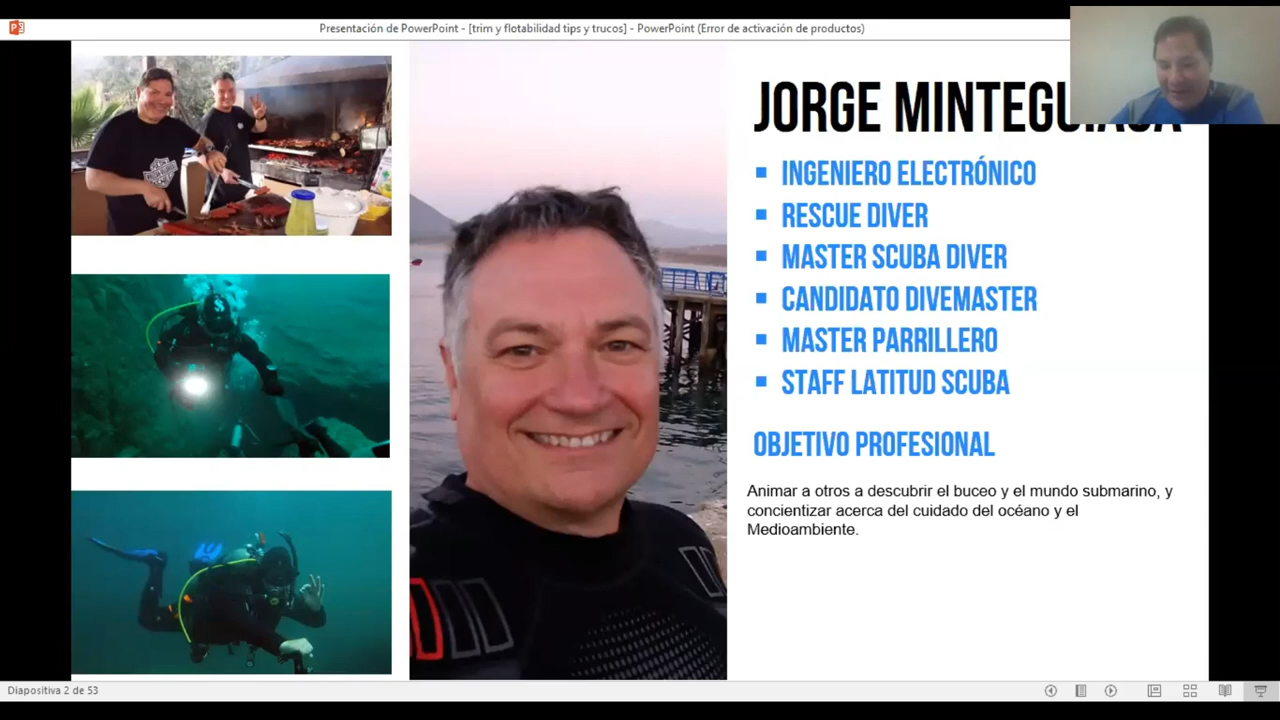 Presentación de PowerPoint - [trim y flotabilidad tips y trucos] - PowerPoint (Error de activación de productos)
JORGE
▪ INGENIERO ELECTRÓNICO
▪ RESCUE DIVER
▪ MASTER SCUBA DIVER
▪ CANDIDATO DIVEMASTER
▪ MASTER PARRILLERO
▪ STAFF LATITUD SCUBA
OBJETIVO PROFESIONAL
Animar a otros a descubrir el buceo y el mundo submarino, y
concientizar acerca del cuidado del océano y el
Medioambiente.
Diapositiva 2 de 53